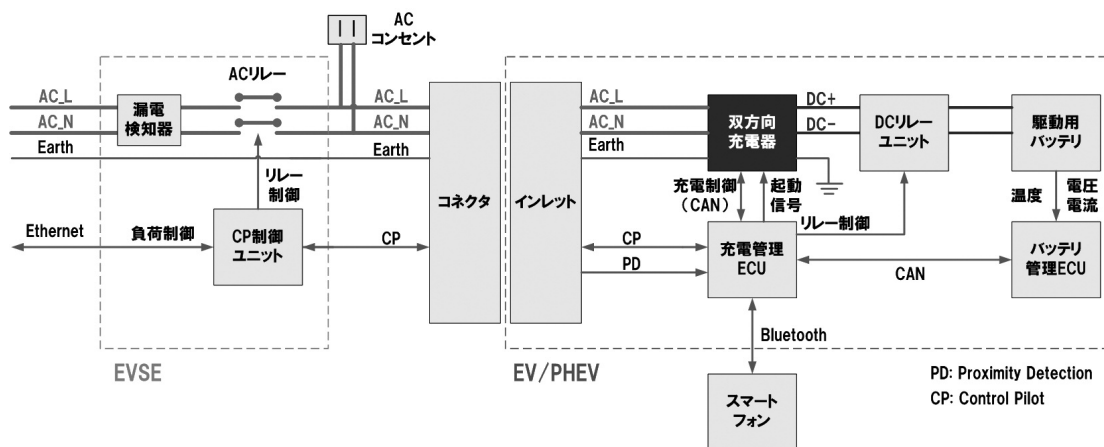 AC
コンセント
ACリレー
AC_L
AC_N
Earth
漏電
検知器
AC_L
AC_N
Earth
リレー
制御
Ethernet
負荷制御
CP制御
ユニット
CP
EVSE
コネクタ
インレット
AC_L
AC_N
Earth
双方向
充電器
DC+
DC-
DCリレー
ユニット
駆動用
バッテリ
充電制御
(CAN)
起動
信号
リレー制御
温度
電圧
電流
CP
PD
充電管理
ECU
CAN
バッテリ
管理ECU
Bluetooth
EV/PHEV
スマート
フォン
PD: Proximity Detection
CP: Control Pilot